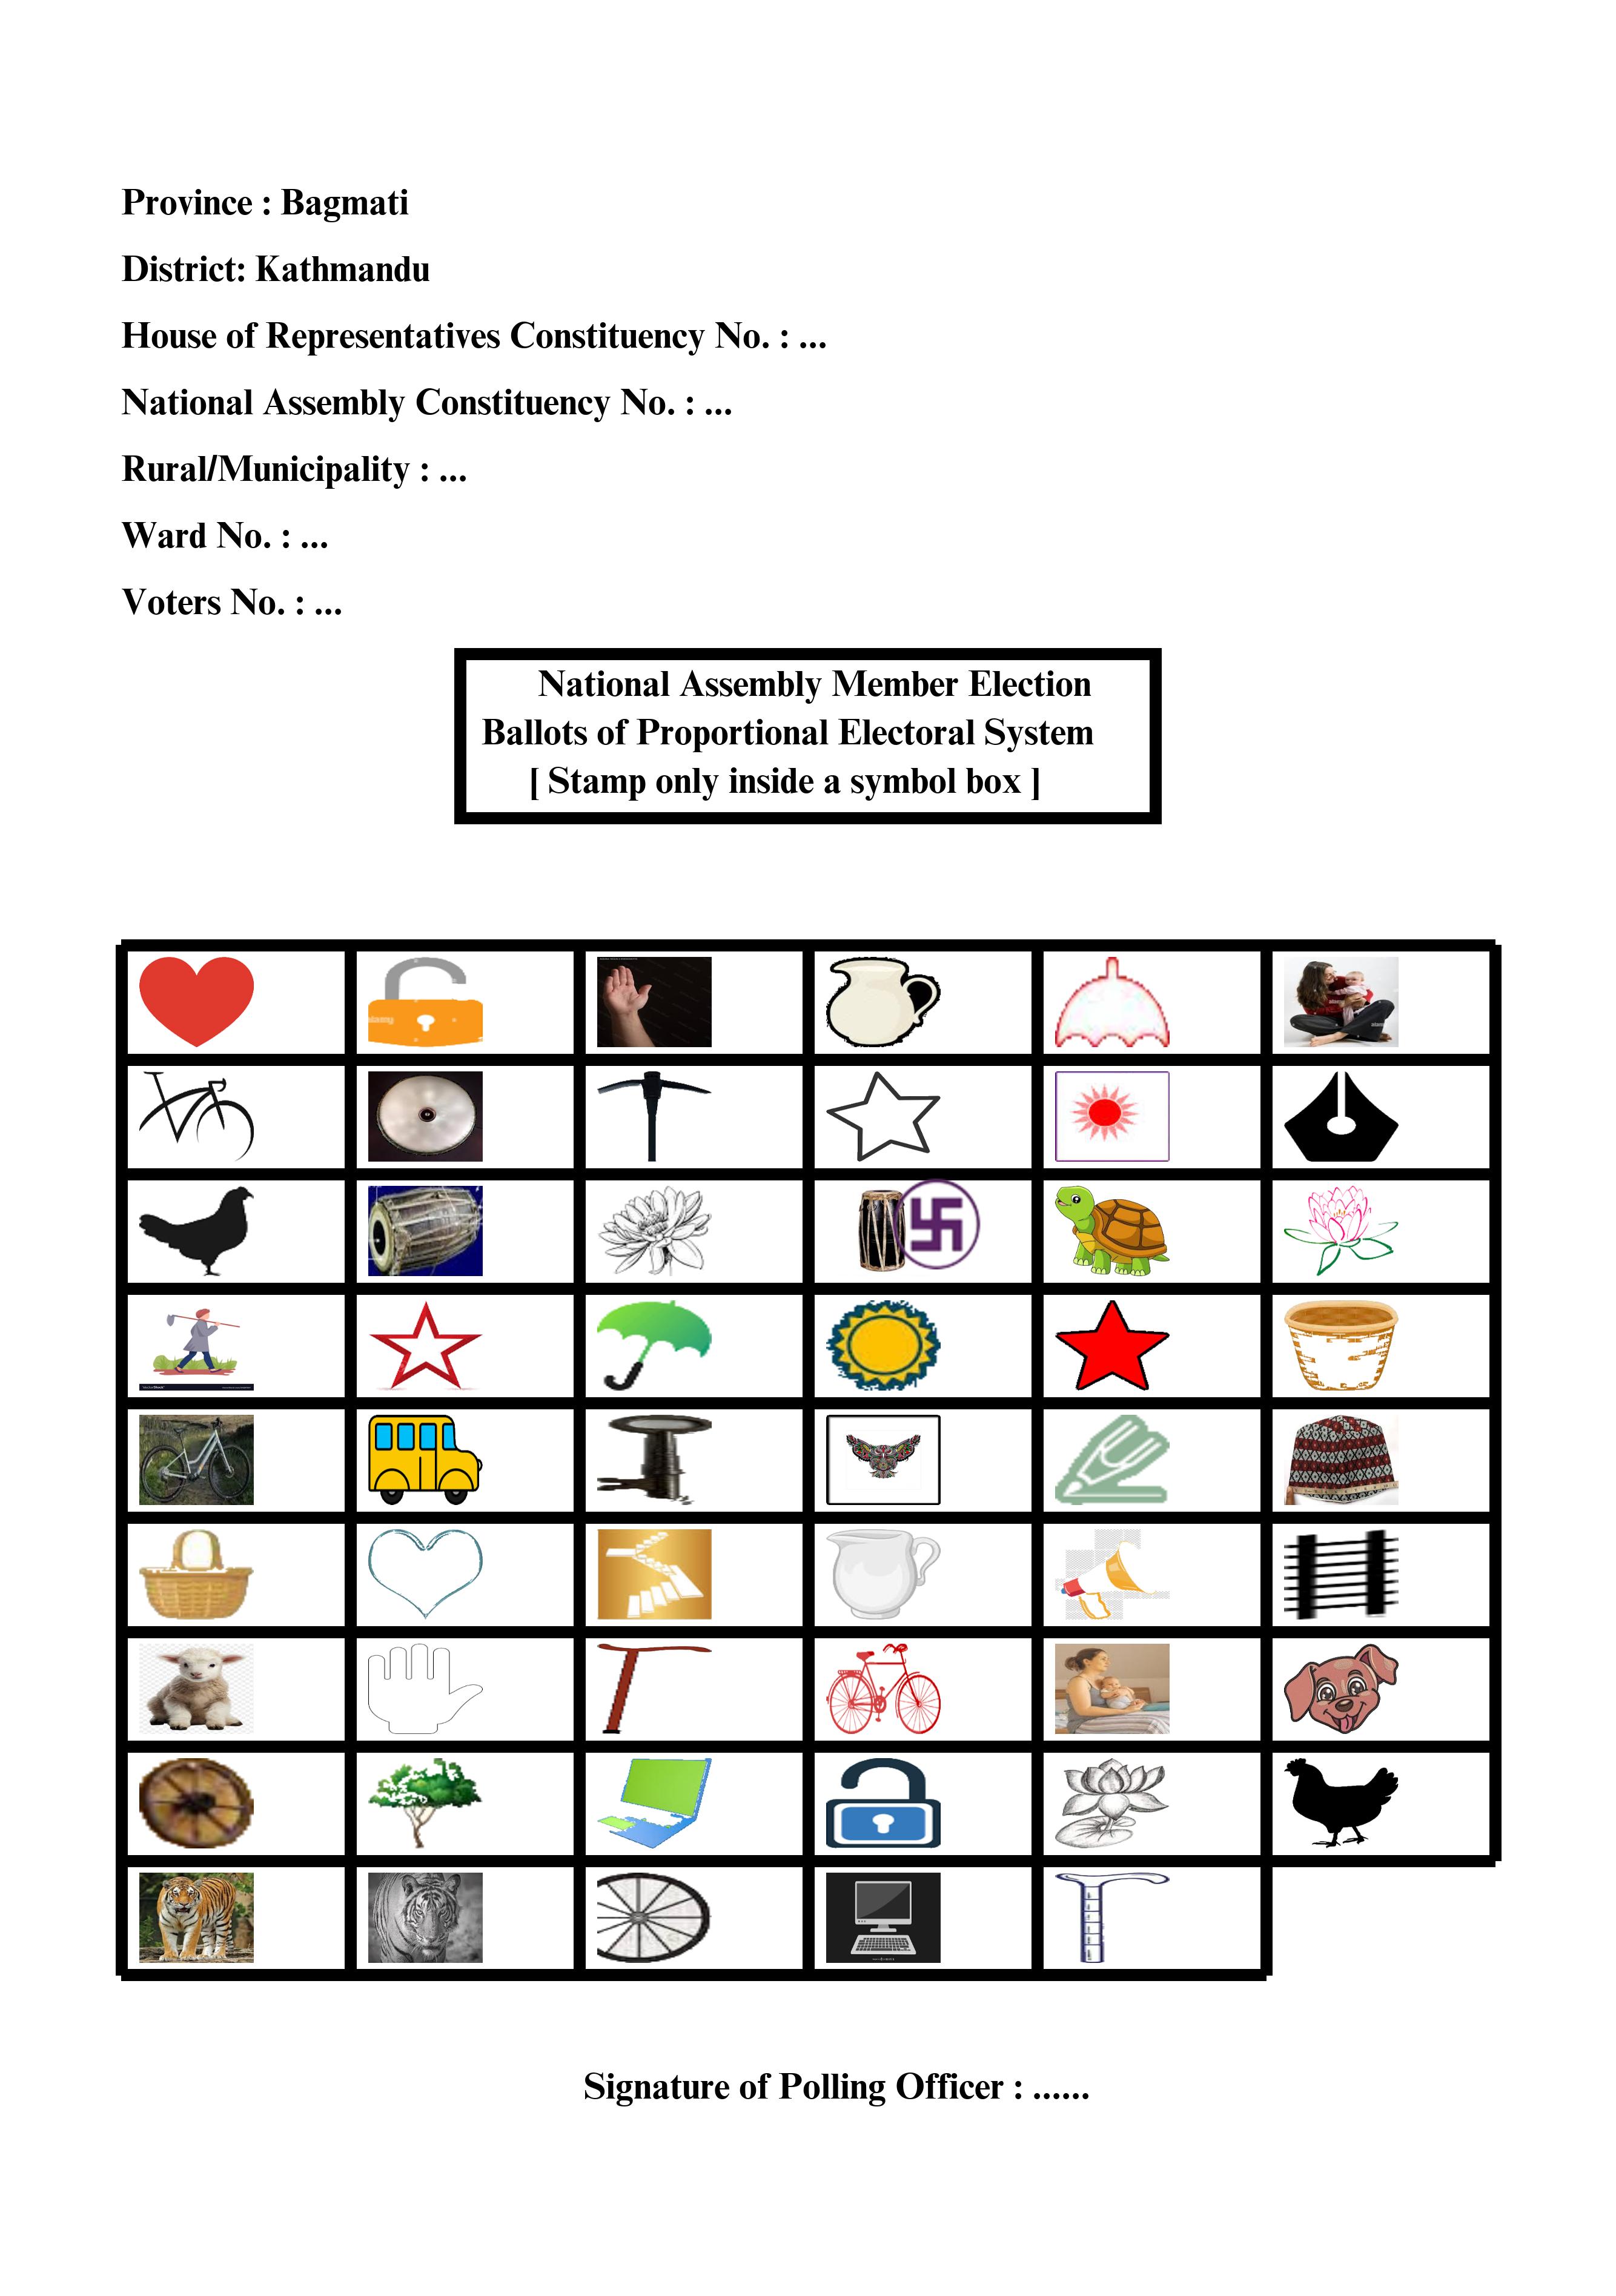 Province : Bagmati
District: Kathmandu
House of Representatives Constituency No. : ...
National Assembly Constituency No. : ...
Rural/Municipality : ...
Ward No. : ...
Voters No. : ...
National Assembly Member Election
Ballots of Proportional Electoral System
[ Stamp only inside a symbol box ]
Signature of Polling Officer : ......